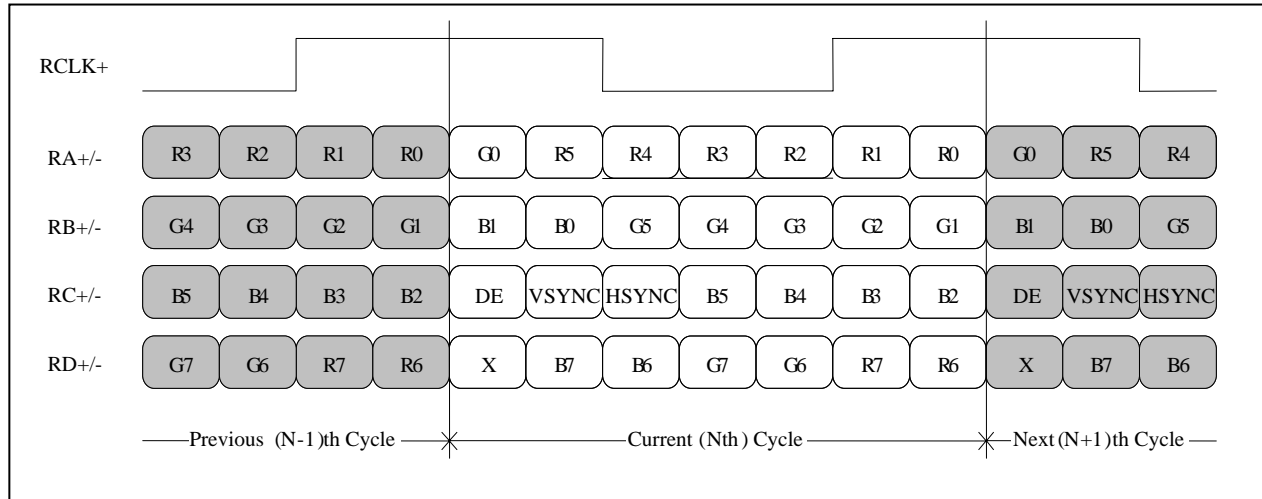 RCLK+
RA+/- R3 R2 R1 R0 G0 R5 R4 R3 R2 R1 R0 G0 R5 R4
RB+/- G4 G3 G2 G1 B1 B0 G5 G4 G3 G2 G1 B1 B0 G5
RC+/- B5 B4 B3 B2 DE VSYNC HSYNC B5 B4 B3 B2 DE VSYNC HSYNC
RD+/- G7 G6 R7 R6 X B7 B6 G7 G6 R7 R6 X B7 B6
Previous (N-1)th Cycle Current (Nth) Cycle Next (N+1)th Cycle